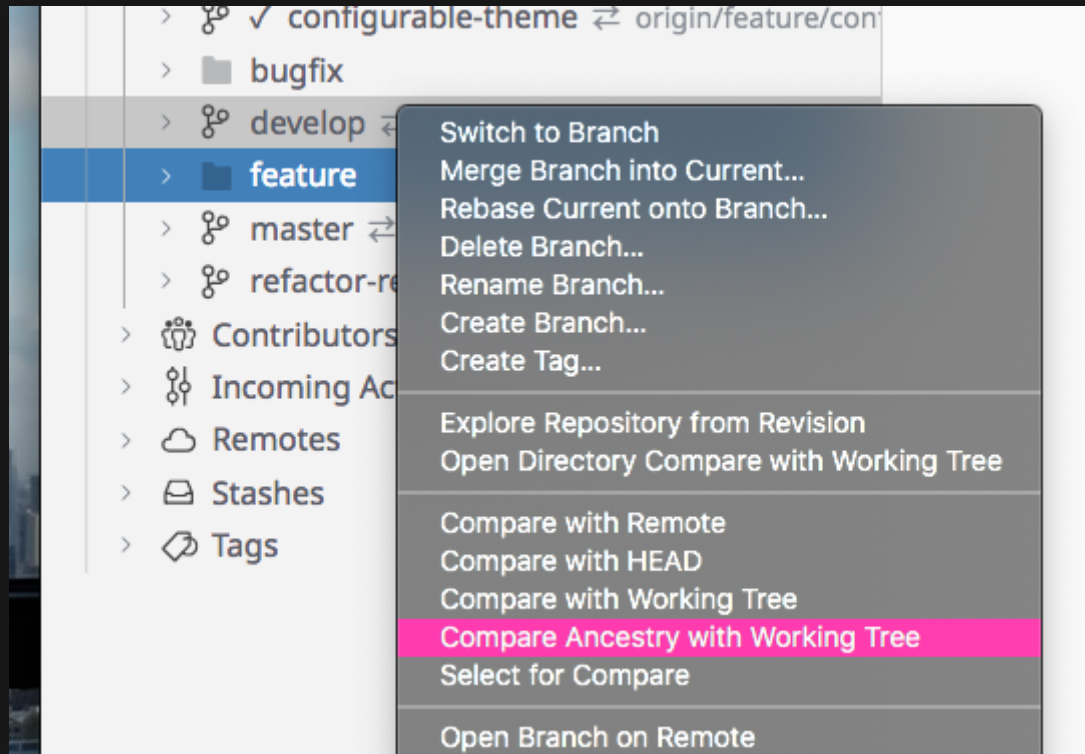 ✓ configurable-theme ⇄ origin/feature/con
bugfix
develop
feature
master ⇄
refactor-re
Contributors
Incoming Ac
Remotes
Stashes
Tags
Switch to Branch
Merge Branch into Current...
Rebase Current onto Branch...
Delete Branch...
Rename Branch...
Create Branch...
Create Tag...
Explore Repository from Revision
Open Directory Compare with Working Tree
Compare with Remote
Compare with HEAD
Compare with Working Tree
Compare Ancestry with Working Tree
Select for Compare
Open Branch on Remote